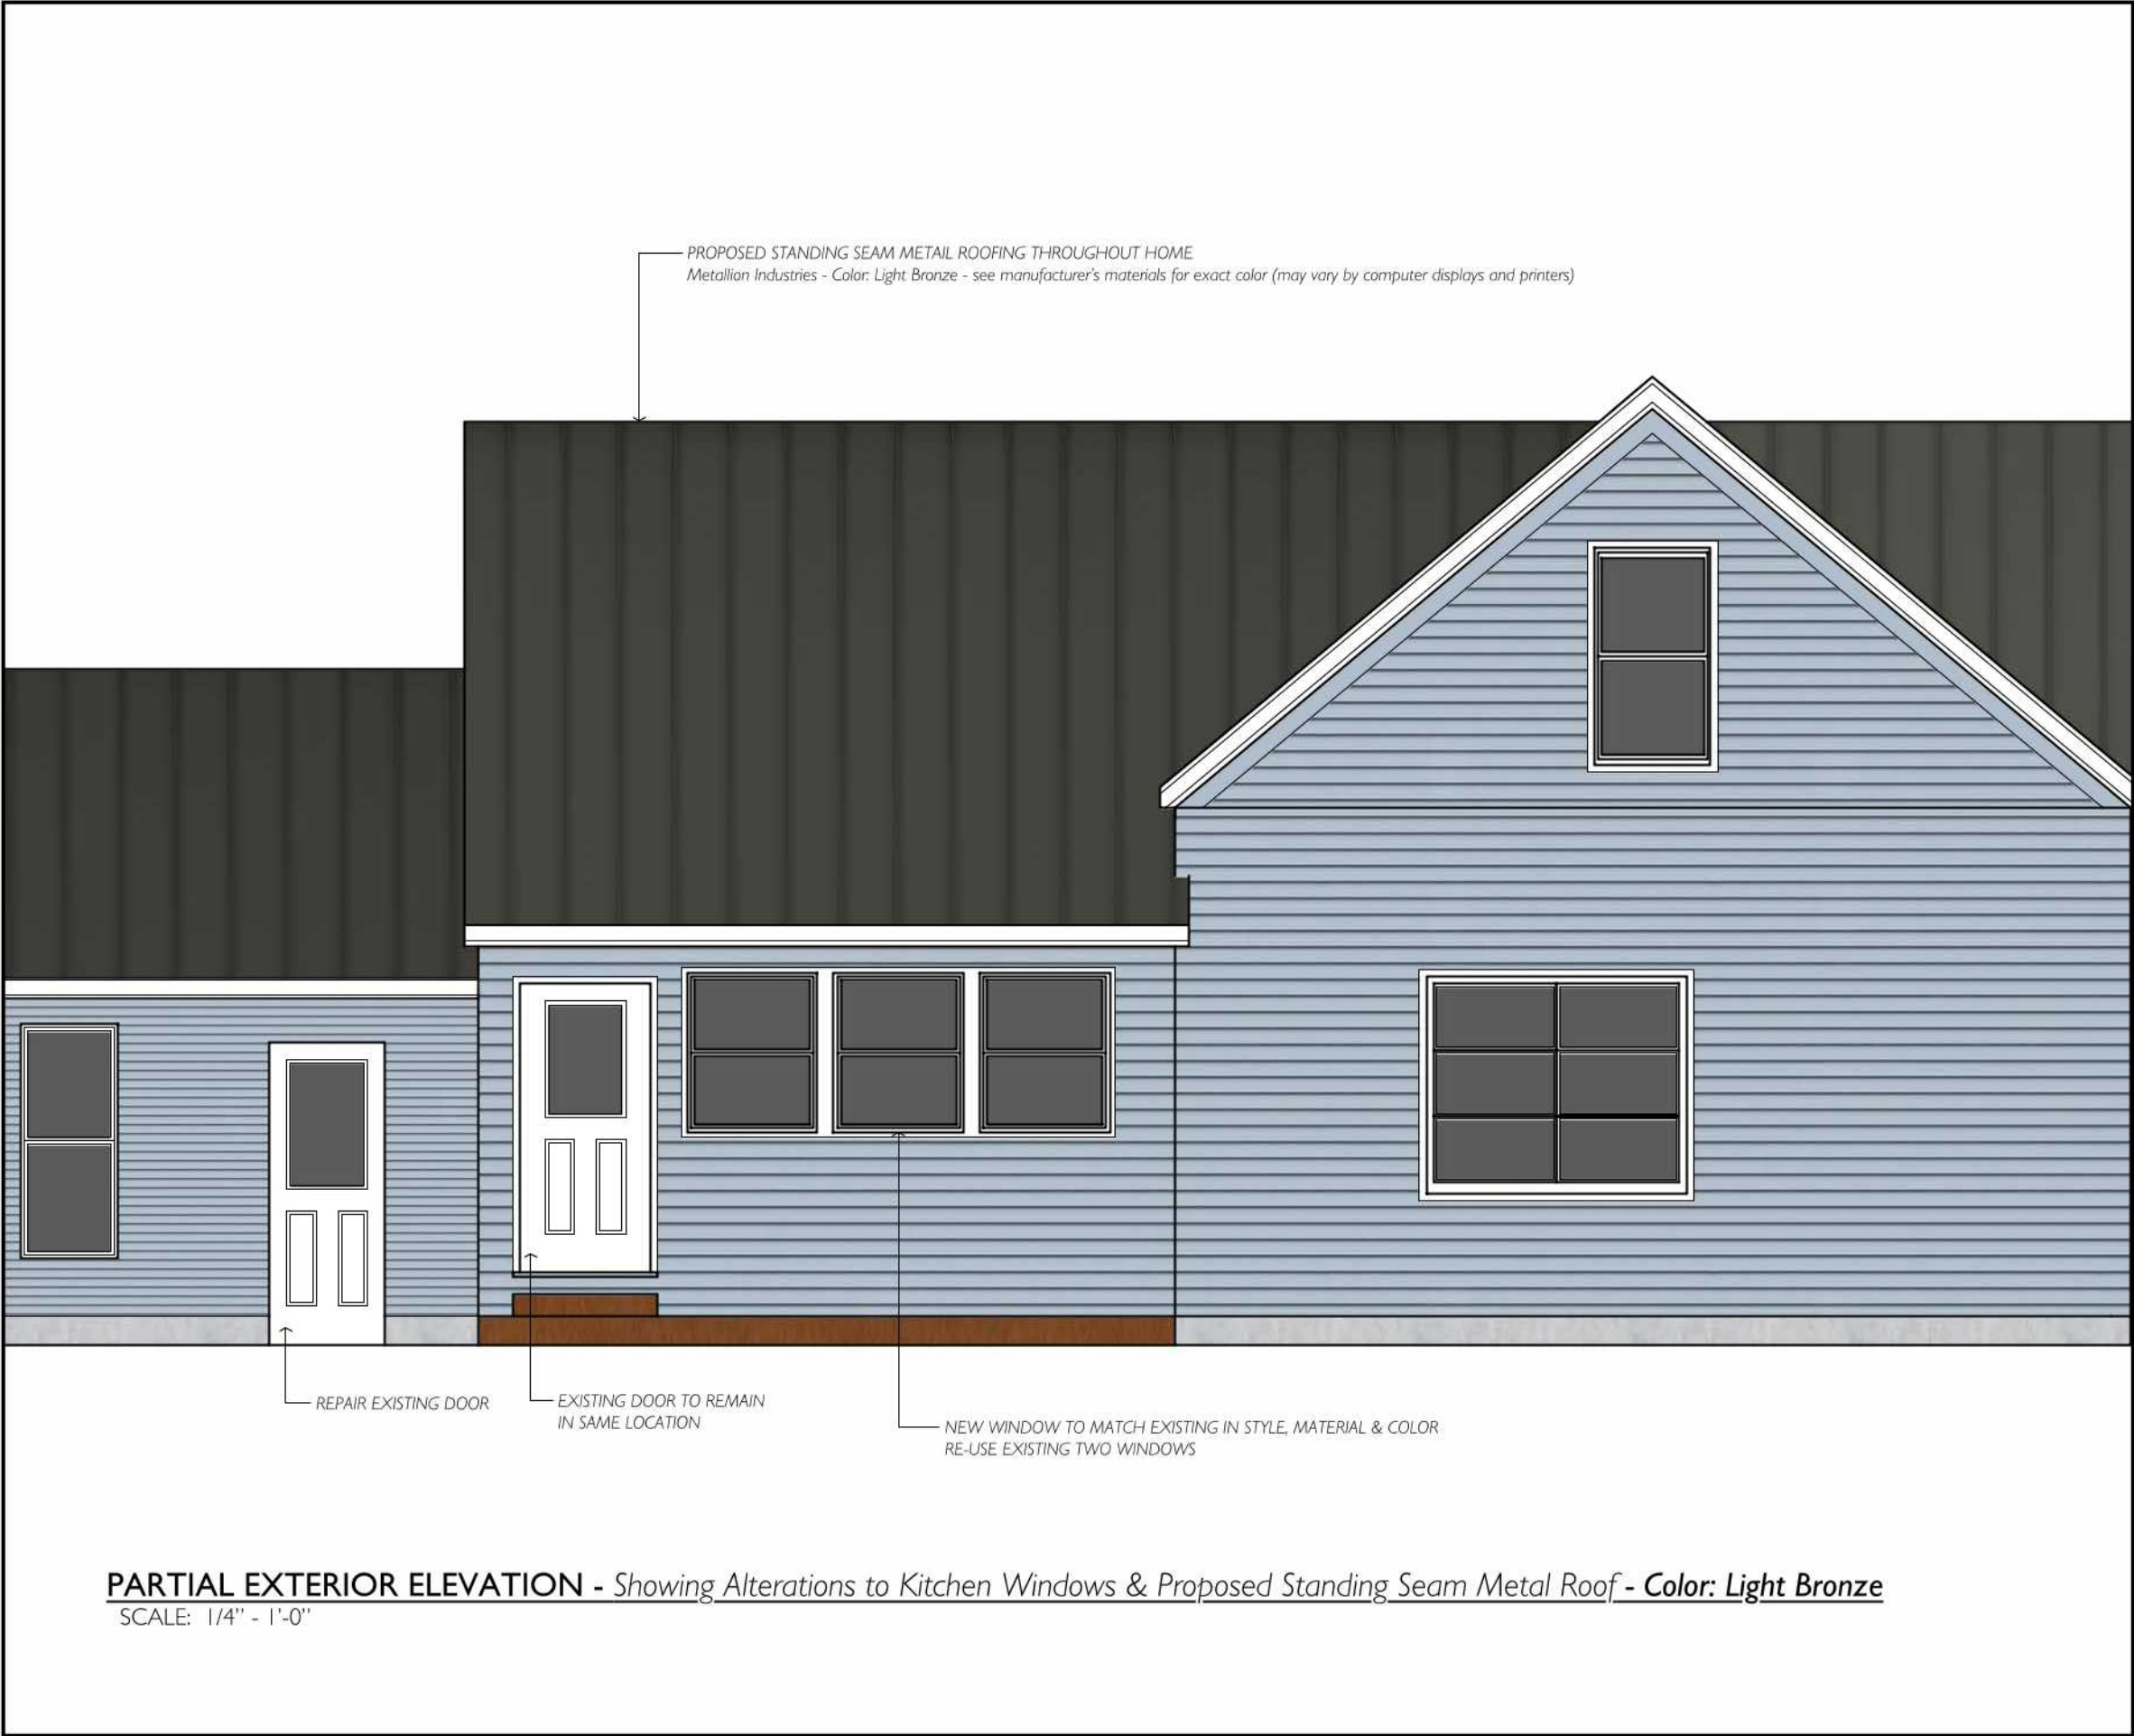 PROPOSED STANDING SEAM METAIL ROOFING THROUGHOUT HOME
Metallion Industries - Color: Light Bronze - see manufacturer's materials for exact color (may vary by computer displays and printers)
REPAIR EXISTING DOOR
EXISTING DOOR TO REMAIN
IN SAME LOCATION
NEW WINDOW TO MATCH EXISTING IN STYLE, MATERIAL & COLOR
RE-USE EXISTING TWO WINDOWS
PARTIAL EXTERIOR ELEVATION - Showing Alterations to Kitchen Windows & Proposed Standing Seam Metal Roof - Color: Light Bronze
SCALE: 1/4" - 1'-0"